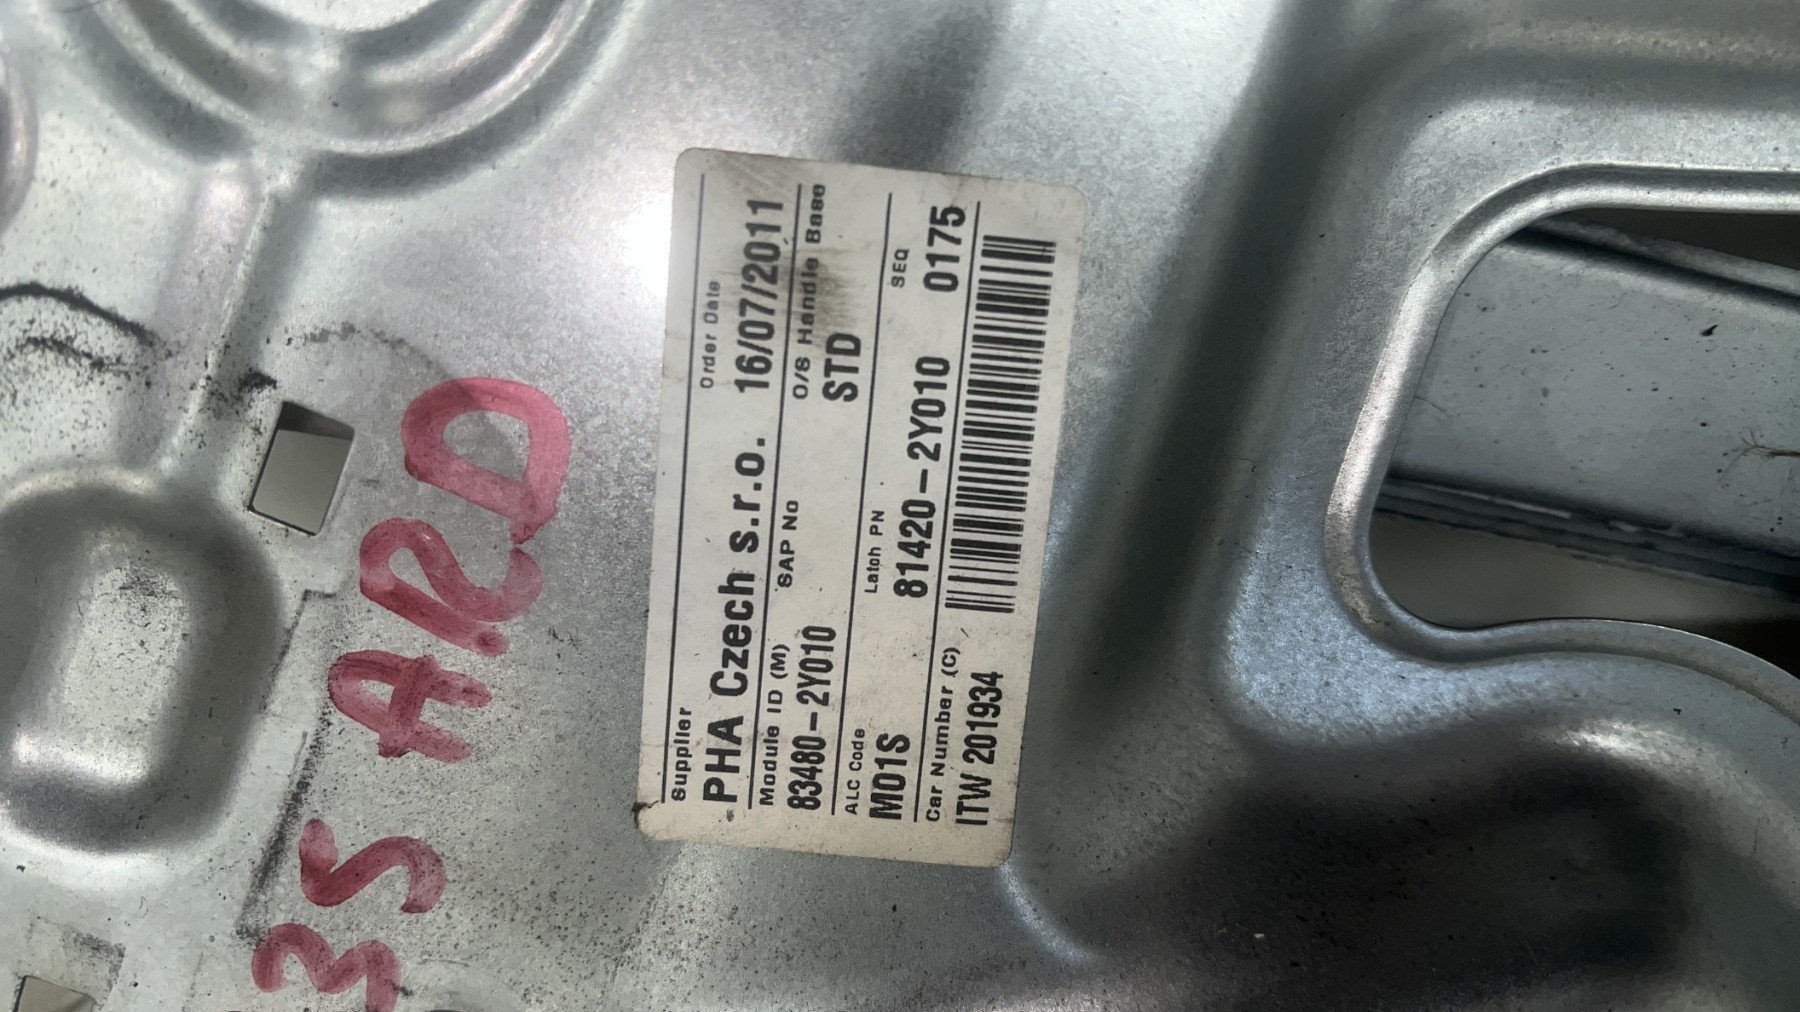 Supplier
Order Date
PHA Czech s.r.o. 16/07/2011
Module ID (M) SAP No O/S Handle Base
83480-2Y010 STD
ALC Code Latch PN SEQ
M01S 81420-2Y010 0175
Car Number (C)
ITW 201934
3S ARD